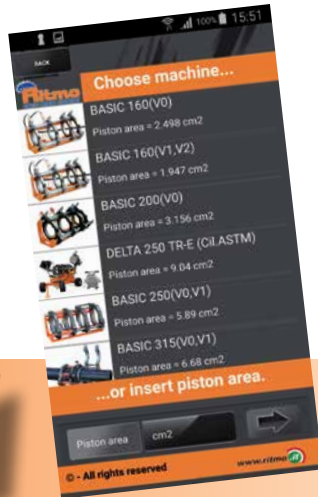 100% 15:51
BACK
Ritmo
Choose machine...
BASIC 160(V0)
Piston area = 2.498 cm2
BASIC 160(V1,V2)
Piston area = 1.947 cm2
BASIC 200(V0)
Piston area = 3.156 cm2
DELTA 250 TR-E (Cil.ASTM)
Piston area = 9.04 cm2
BASIC 250(V0,V1)
Piston area = 5.89 cm2
BASIC 315(V0,V1)
Piston area = 6.68 cm2
...or insert piston area.
Piston area cm2
© - All rights reserved www.ritmo.it